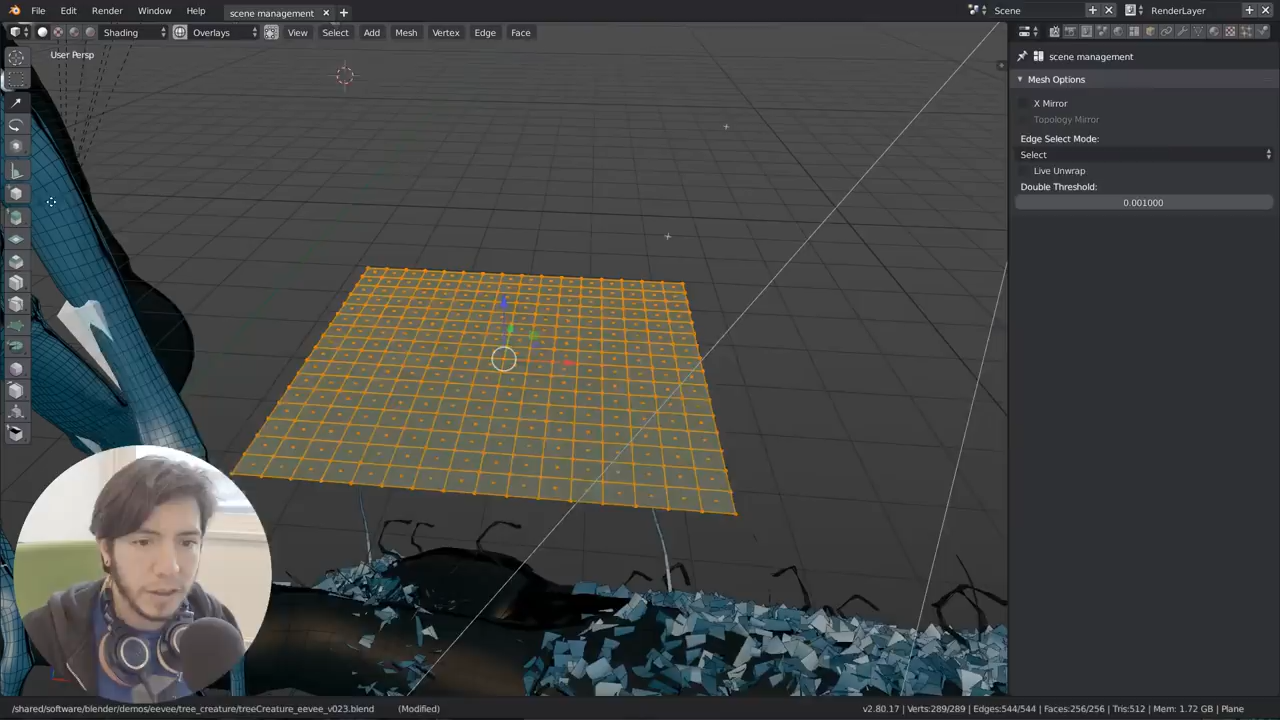 File Edit Render Window Help scene management Scene RenderLayer
Shading Overlays View Select Add Mesh Vertex Edge Face
User Persp
scene management
Mesh Options
X Mirror
Topology Mirror
Edge Select Mode:
Select
Live Unwrap
Double Threshold:
0.001000
/shared/software/blender/demos/eevee/tree_creature/treeCreature_eevee_v023.blend (Modified) v2.80.17 | Verts:289/289 | Edges:544/544 | Faces:256/256 | Tris:512 | Mem: 1.72 GB | Plane